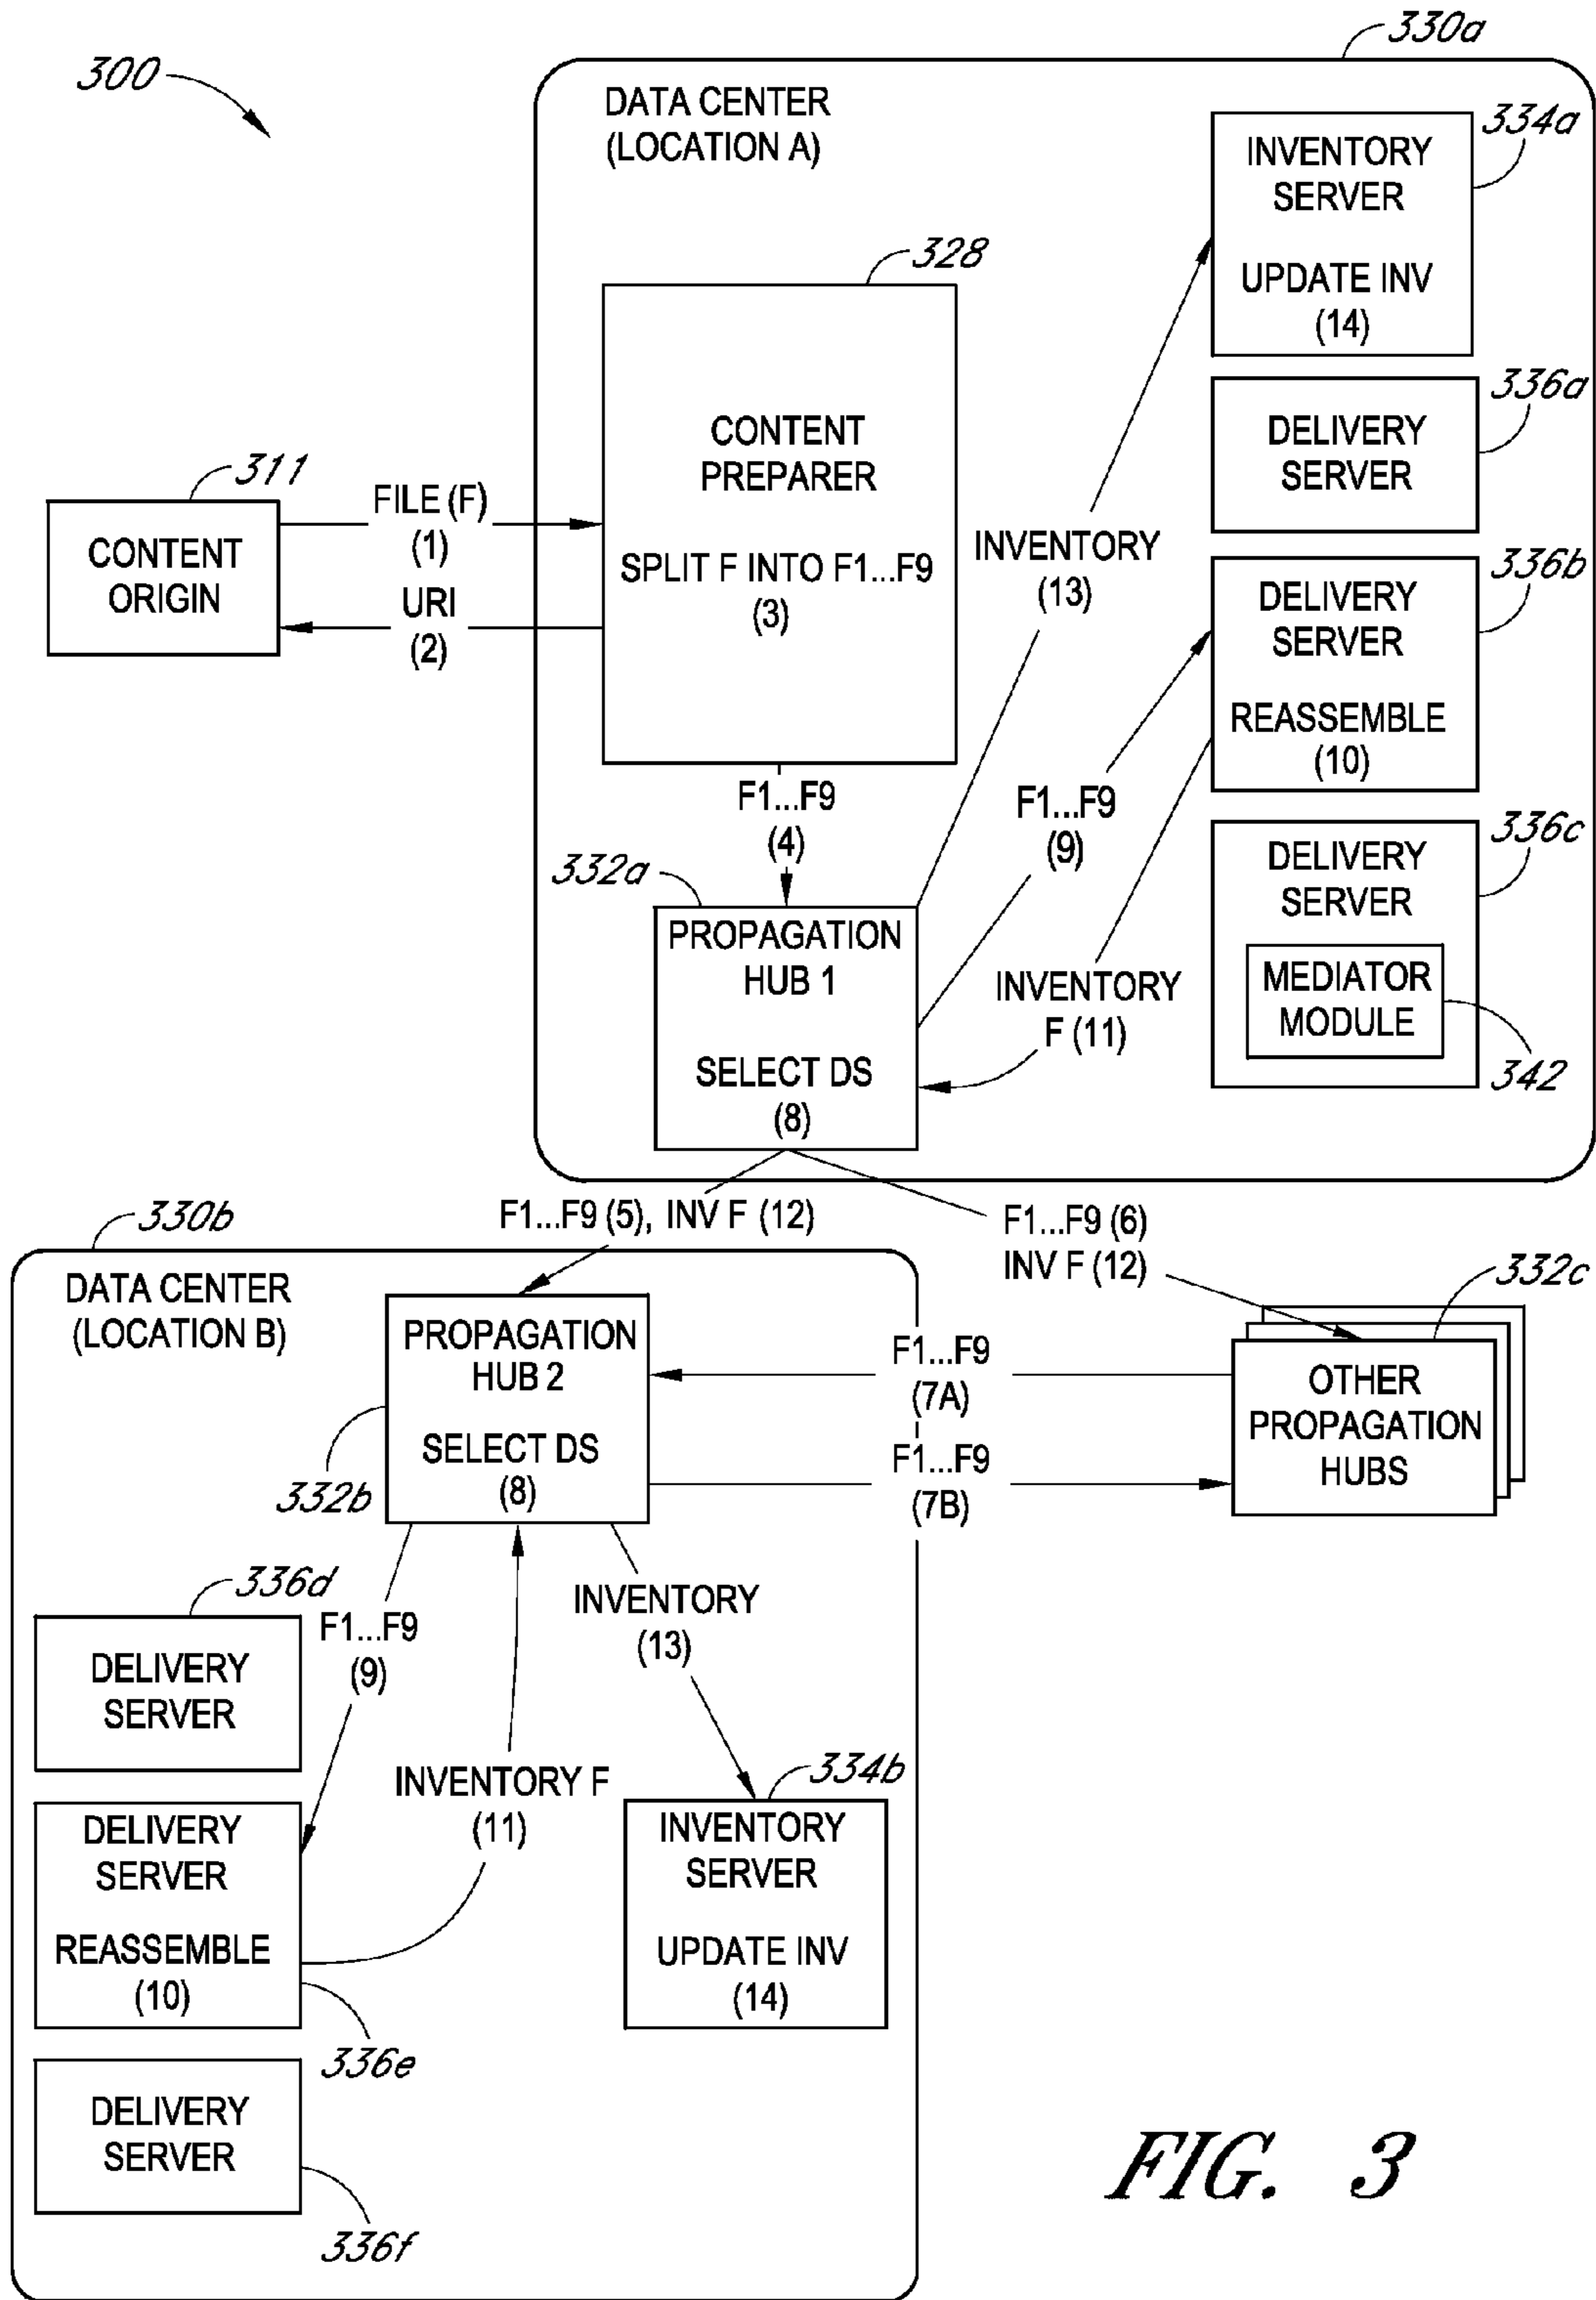 330a
300
DATA CENTER
(LOCATION A)
334a
INVENTORY
SERVER
UPDATE INV
(14)
328
CONTENT
PREPARER
SPLIT F INTO F1...F9
(3)
336a
DELIVERY
SERVER
311
CONTENT
ORIGIN
FILE (F)
(1)
URI
(2)
INVENTORY
(13)
336b
DELIVERY
SERVER
REASSEMBLE
(10)
F1...F9
(4)
F1...F9
(9)
332a
PROPAGATION
HUB 1
SELECT DS
(8)
INVENTORY
F (11)
336c
DELIVERY
SERVER
MEDIATOR
MODULE
342
F1...F9 (5), INV F (12)
F1...F9 (6)
INV F (12)
330b
DATA CENTER
(LOCATION B)
332c
OTHER
PROPAGATION
HUBS
PROPAGATION
HUB 2
SELECT DS
(8)
332b
F1...F9
(7A)
F1...F9
(7B)
336d
DELIVERY
SERVER
F1...F9
(9)
INVENTORY
(13)
INVENTORY F
(11)
334b
INVENTORY
SERVER
UPDATE INV
(14)
DELIVERY
SERVER
REASSEMBLE
(10)
336e
DELIVERY
SERVER
336f
FIG. 3